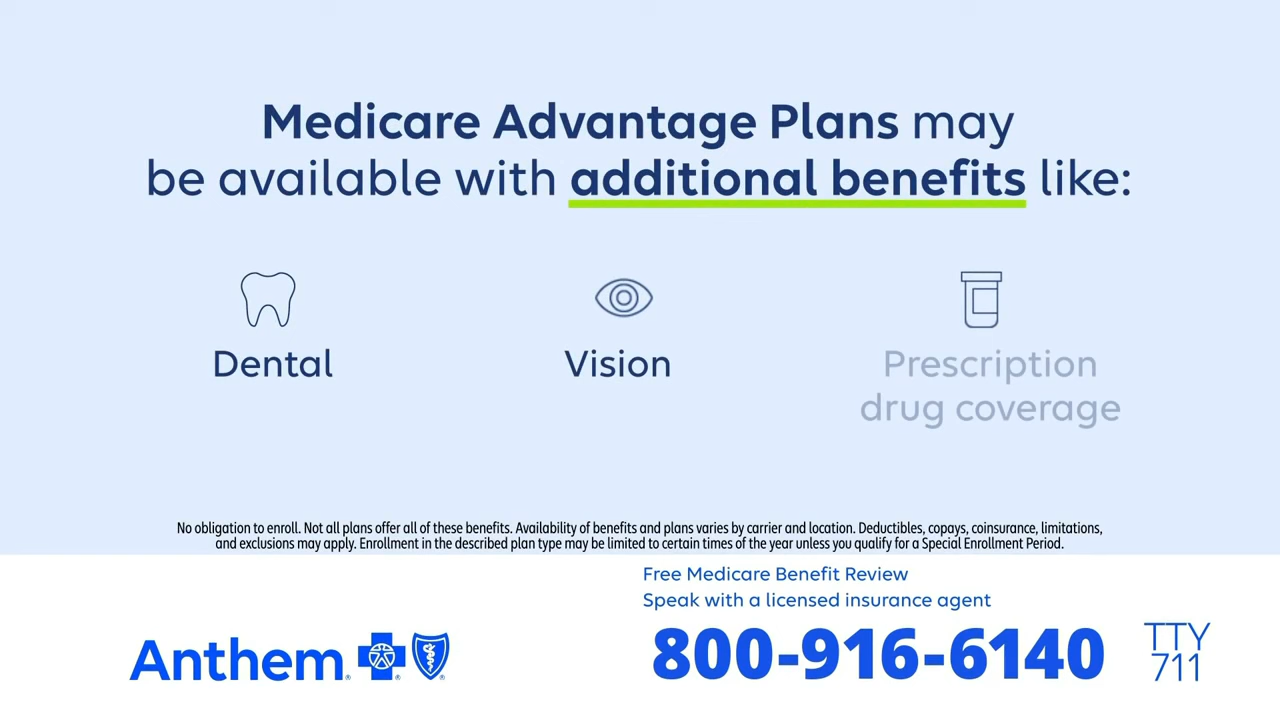 Medicare Advantage Plans may
be available with additional benefits like:
Dental
Vision
Prescription
drug coverage
No obligation to enroll. Not all plans offer all of these benefits. Availability of benefits and plans varies by carrier and location. Deductibles, copays, coinsurance, limitations,
and exclusions may apply. Enrollment in the described plan type may be limited to certain times of the year unless you qualify for a Special Enrollment Period.
Free Medicare Benefit Review
Speak with a licensed insurance agent
Anthem
800-916-6140
TTY
711